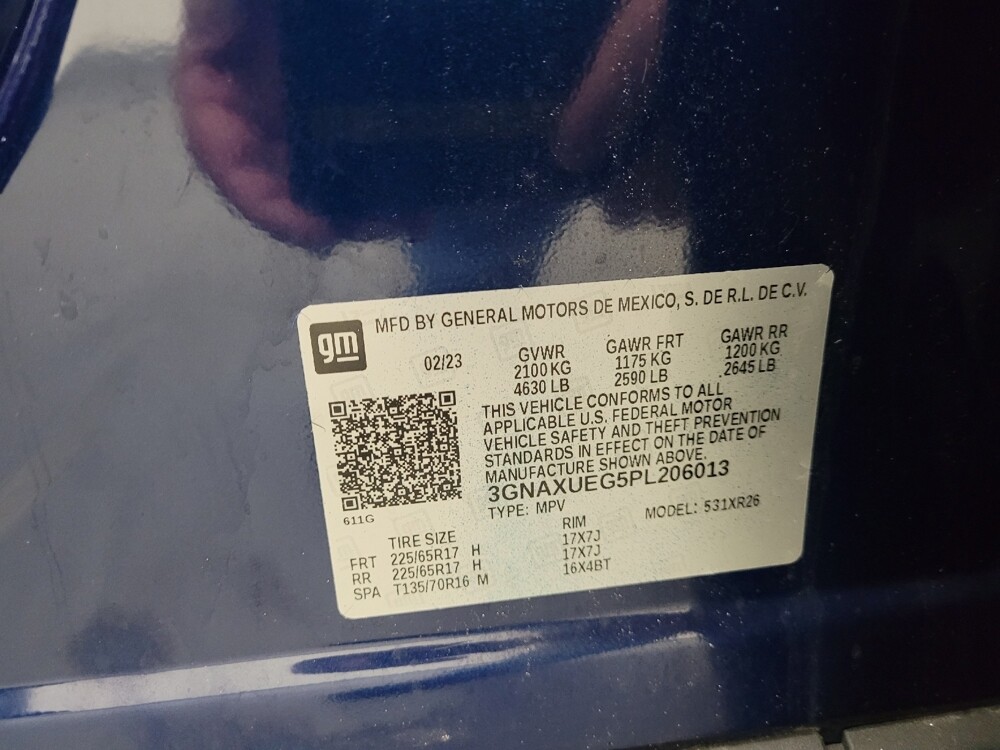 gm
MFD BY GENERAL MOTORS DE MEXICO, S. DE R.L. DE C.V.
02/23
GVWR
2100 KG
4630 LB
GAWR FRT
1175 KG
2590 LB
GAWR RR
1200 KG
2645 LB
THIS VEHICLE CONFORMS TO ALL
APPLICABLE U.S. FEDERAL MOTOR
VEHICLE SAFETY AND THEFT PREVENTION
STANDARDS IN EFFECT ON THE DATE OF
MANUFACTURE SHOWN ABOVE.
3GNAXUEG5PL206013
TYPE: MPV
MODEL: 531XR26
611G
TIRE SIZE RIM
FRT 225/65R17 H 17X7J
RR 225/65R17 H 17X7J
SPA T135/70R16 M 16X4BT